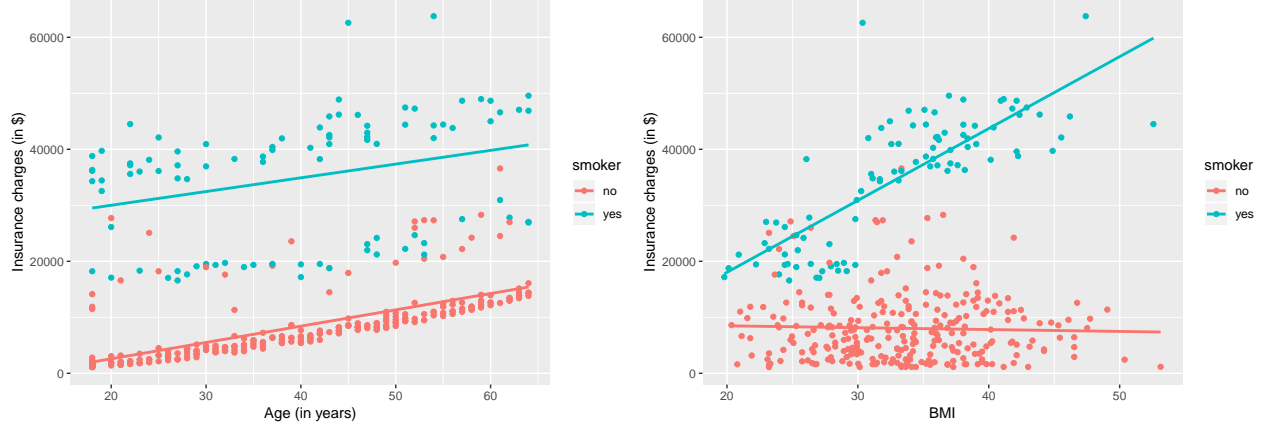 Insurance charges (in $)
60000
40000
20000
0
20
30
40
50
60
Age (in years)
smoker
no
yes
Insurance charges (in $)
60000
40000
20000
0
20
30
40
50
BMI
smoker
no
yes